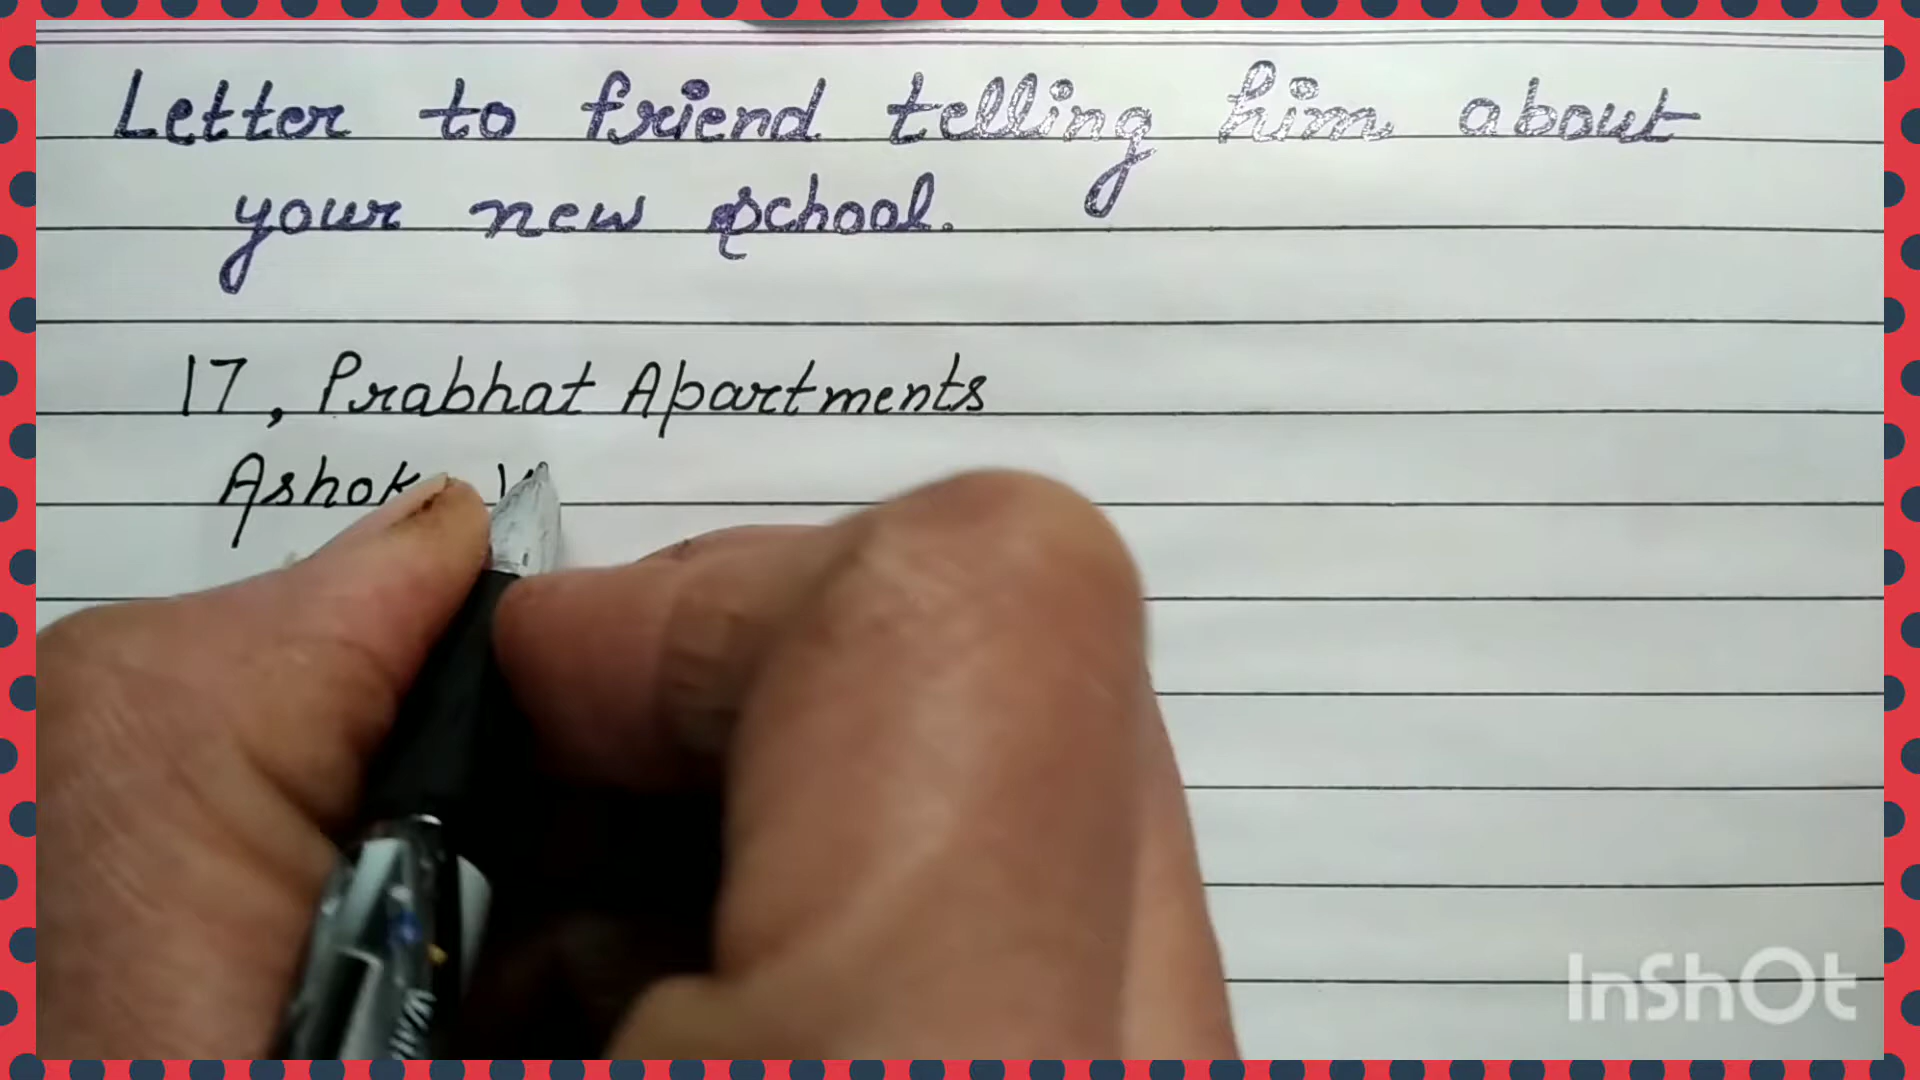 Letter to friend telling him about
your new school.
17, Prabhat Apartments
Ashok
InShOt